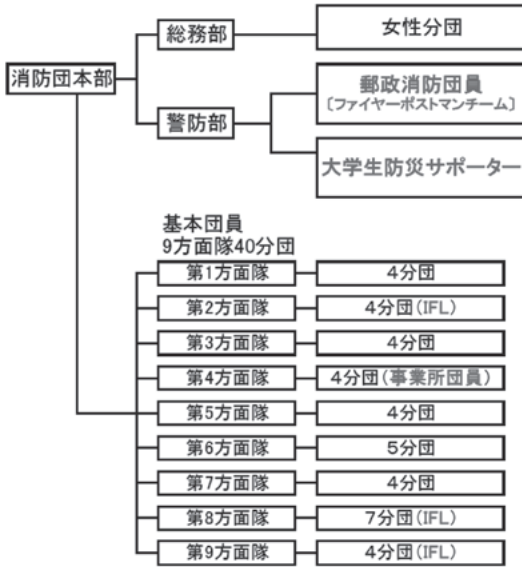 総務部
女性分団
消防団本部
郵政消防団員
〔ファイヤーポストマンチーム〕
警防部
大学生防災サポーター
基本団員
9方面隊40分団
第1方面隊
4分団
第2方面隊
4分団(IFL)
第3方面隊
4分団
第4方面隊
4分団(事業所団員)
第5方面隊
4分団
第6方面隊
5分団
第7方面隊
4分団
第8方面隊
7分団(IFL)
第9方面隊
4分団(IFL)